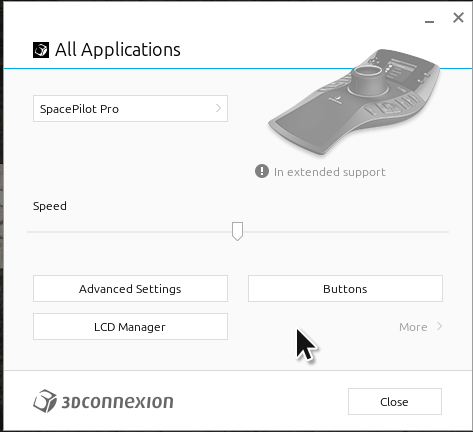 All Applications
SpacePilot Pro
In extended support
Speed
Advanced Settings
Buttons
LCD Manager
More
3Dconnexion
Close